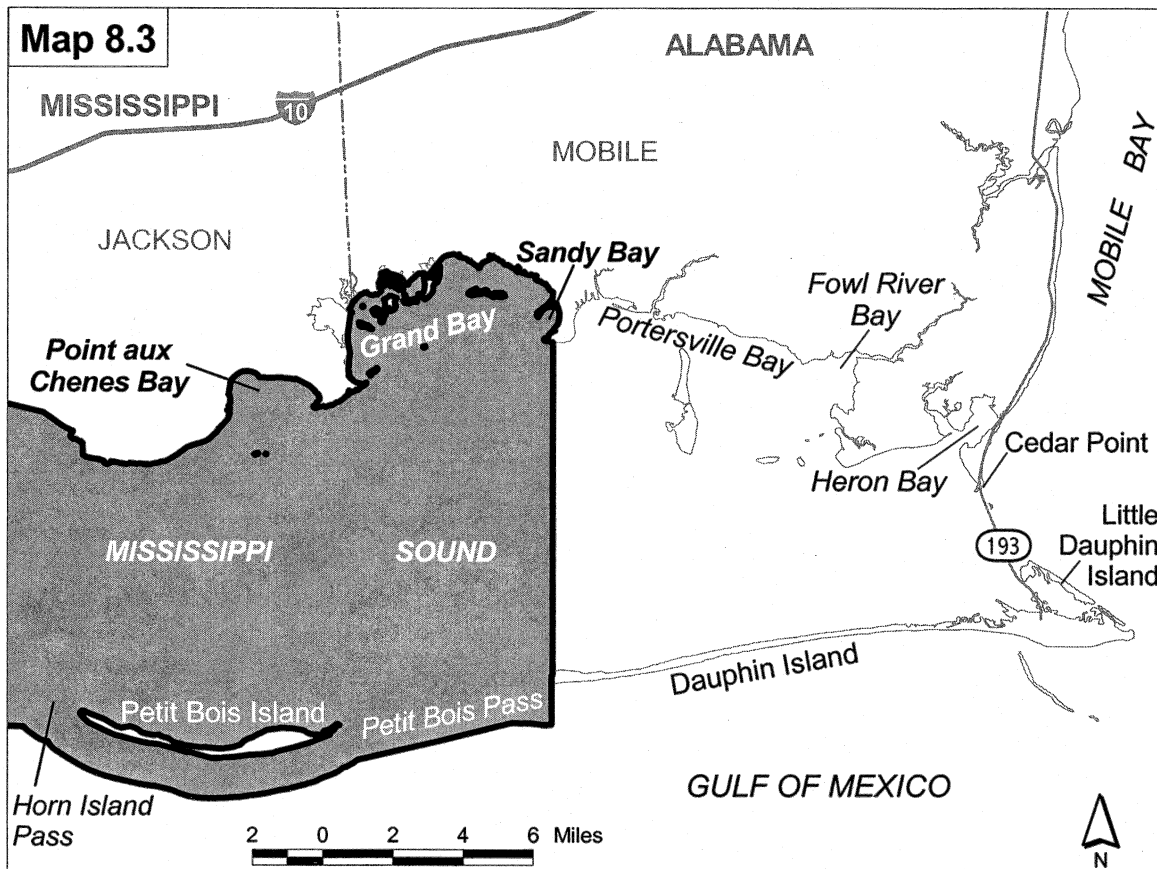 Map 8.3
ALABAMA
MISSISSIPPI
10
MOBILE
MOBILE BAY
JACKSON
Sandy Bay
Fowl River
Bay
Grand Bay
Portersville Bay
Point aux
Chenes Bay
Cedar Point
Heron Bay
Little
Dauphin
Island
193
MISSISSIPPI SOUND
Dauphin Island
Petit Bois Island
Petit Bois Pass
GULF OF MEXICO
Horn Island
Pass
2 0 2 4 6 Miles
N